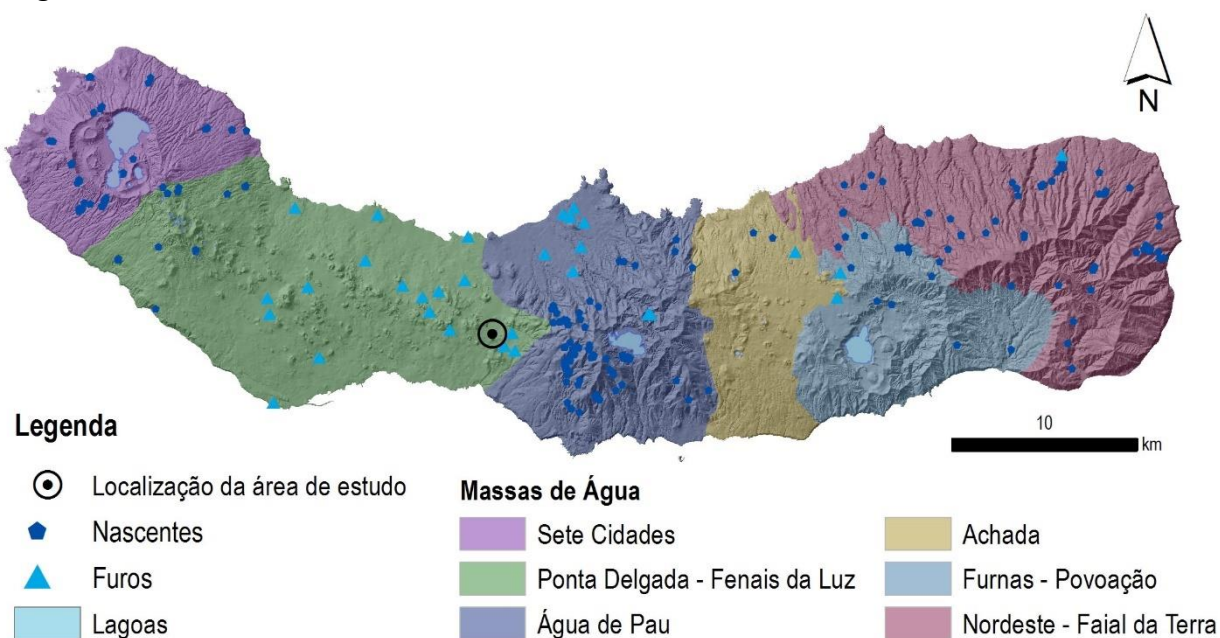 N
10
km
Legenda
Localização da área de estudo
Nascentes
Furos
Lagoas
Massas de Água
Sete Cidades
Ponta Delgada - Fenais da Luz
Água de Pau
Achada
Furnas - Povoação
Nordeste - Faial da Terra